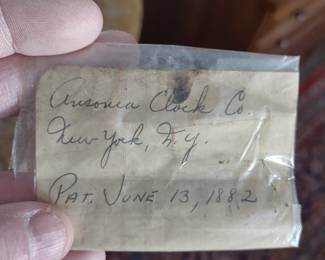 Ansonia Clock Co.
New York, N.Y.
PAT. JUNE 13, 1882